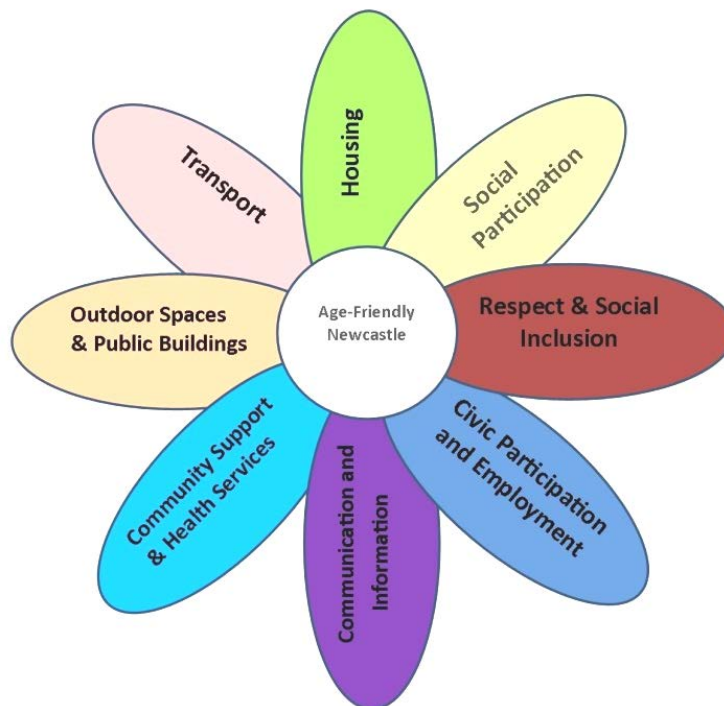 Housing
Social
Participation
Respect & Social
Inclusion
Civic Participation
and Employment
Communication and
Information
Community Support
& Health Services
Outdoor Spaces
& Public Buildings
Transport
Age-Friendly
Newcastle